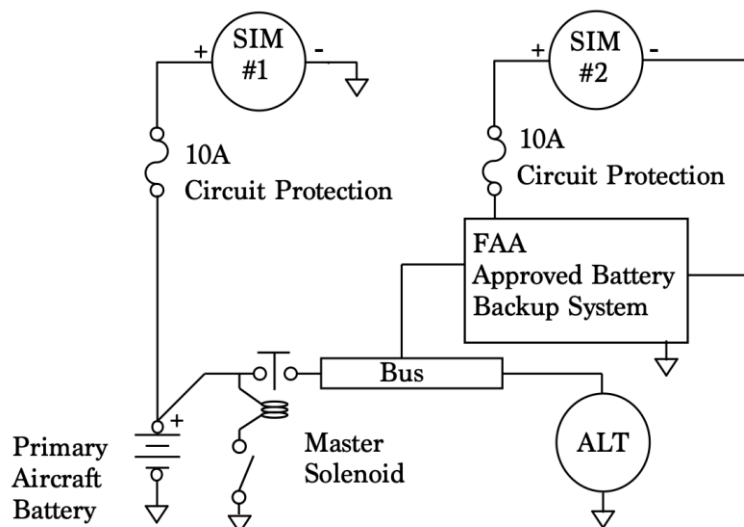 + SIM #1 -
+ SIM #2 -
10A
Circuit Protection
10A
Circuit Protection
FAA
Approved Battery
Backup System
Bus
+
Primary
Aircraft
Battery
Master
Solenoid
ALT